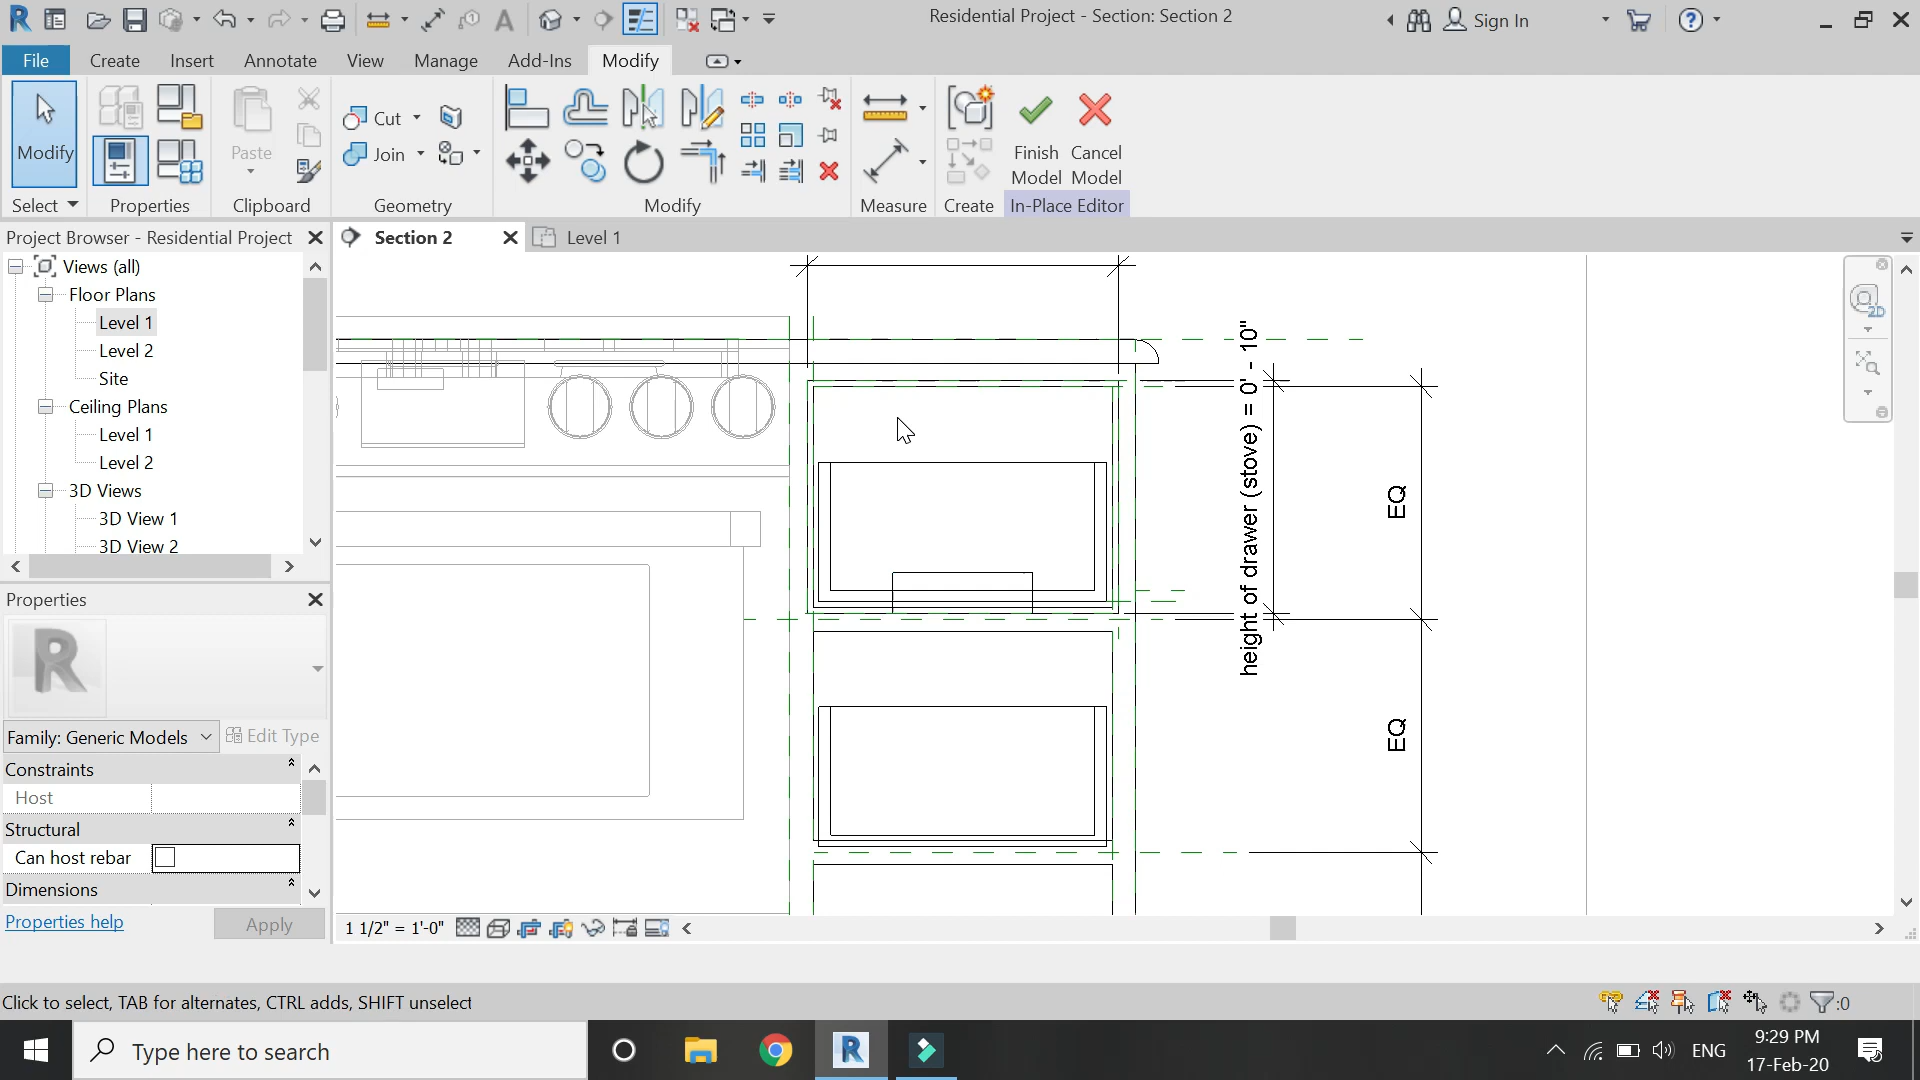 Residential Project - Section: Section 2
Sign In
File
Create
Insert
Annotate
View
Manage
Add-Ins
Modify
Modify
Paste
Cut
Join
Finish Model
Cancel Model
Select
Properties
Clipboard
Geometry
Modify
Measure
Create
In-Place Editor
Project Browser - Residential Project
Section 2
Level 1
Views (all)
Floor Plans
Level 1
Level 2
Site
Ceiling Plans
Level 1
Level 2
3D Views
3D View 1
3D View 2
Properties
R
Family: Generic Models
Edit Type
Constraints
Host
Structural
Can host rebar
Dimensions
Properties help
Apply
height of drawer (stove) = 0' - 10"
EQ
EQ
2D
1 1/2" = 1'-0"
Click to select, TAB for alternates, CTRL adds, SHIFT unselect
:0
Type here to search
ENG
9:29 PM
17-Feb-20